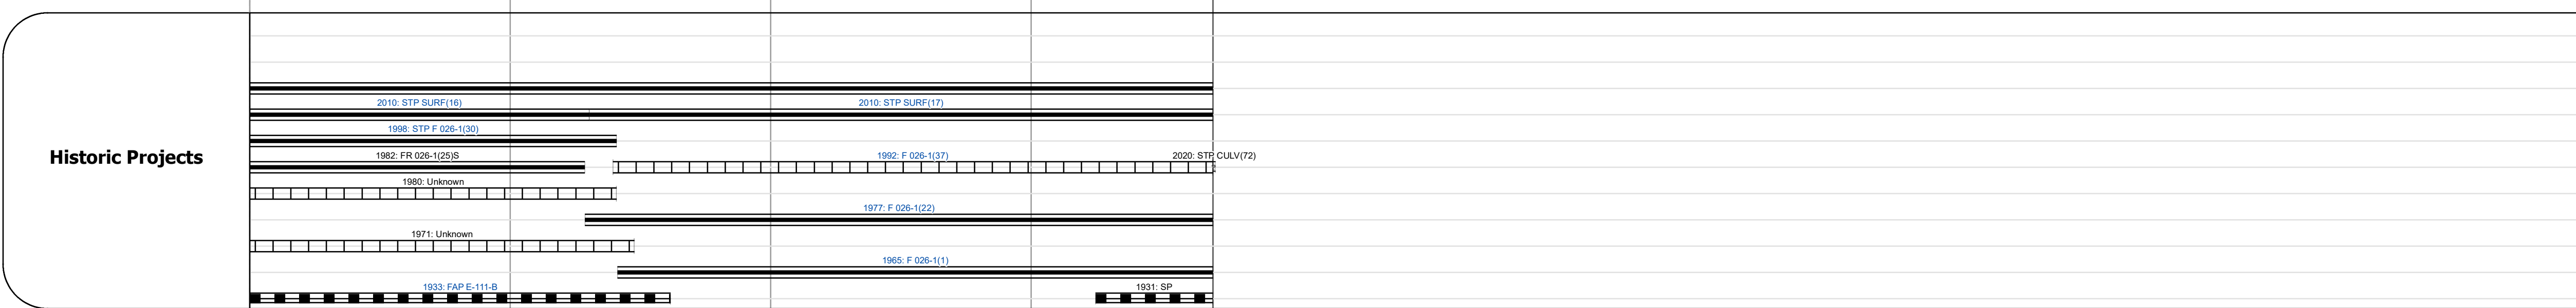 2010: STP SURF(16) 2010: STP SURF(17)
1998: STP F 026-1(30)
Historic Projects
1982: FR 026-1(25)S 1992: F 026-1(37) 2020: STP CULV(72)
1980: Unknown
1977: F 026-1(22)
1971: Unknown
1965: F 026-1(1)
1933: FAP E-111-B 1931: SP